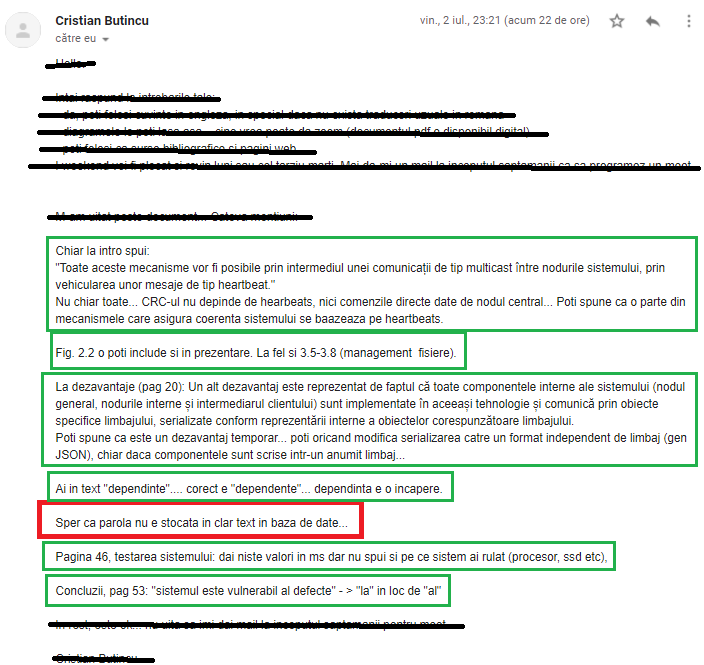 Cristian Butincu
vin., 2 iul., 23:21 (acum 22 de ore)
către eu
Chiar la intro spui:
"Toate aceste mecanisme vor fi posibile prin intermediul unei comunicații de tip multicast între nodurile sistemului, prin
vehicularea unor mesaje de tip heartbeat."
Nu chiar toate... CRC-ul nu depinde de hearbeats, nici comenzile directe date de nodul central... Poti spune ca o parte din
mecanismele care asigura coerenta sistemului se baazeaza pe heartbeats.
Fig. 2.2 o poti include si in prezentare. La fel si 3.5-3.8 (management fisiere).
La dezavantaje (pag 20): Un alt dezavantaj este reprezentat de faptul că toate componentele interne ale sistemului (nodul
general, nodurile interne și intermediarul clientului) sunt implementate în aceeași tehnologie și comunică prin obiecte
specifice limbajului, serializate conform reprezentării interne a obiectelor corespunzătoare limbajului.
Poti spune ca este un dezavantaj temporar... poti oricand modifica serializarea catre un format independent de limbaj (gen
JSON), chiar daca componentele sunt scrise intr-un anumit limbaj...
Ai in text "dependinte".... corect e "dependente"... dependinta e o incapere.
Sper ca parola nu e stocata in clar text in baza de date...
Pagina 46, testarea sistemului: dai niste valori in ms dar nu spui si pe ce sistem ai rulat (procesor, ssd etc),
Concluzii, pag 53: "sistemul este vulnerabil al defecte" - > "la" in loc de "al"